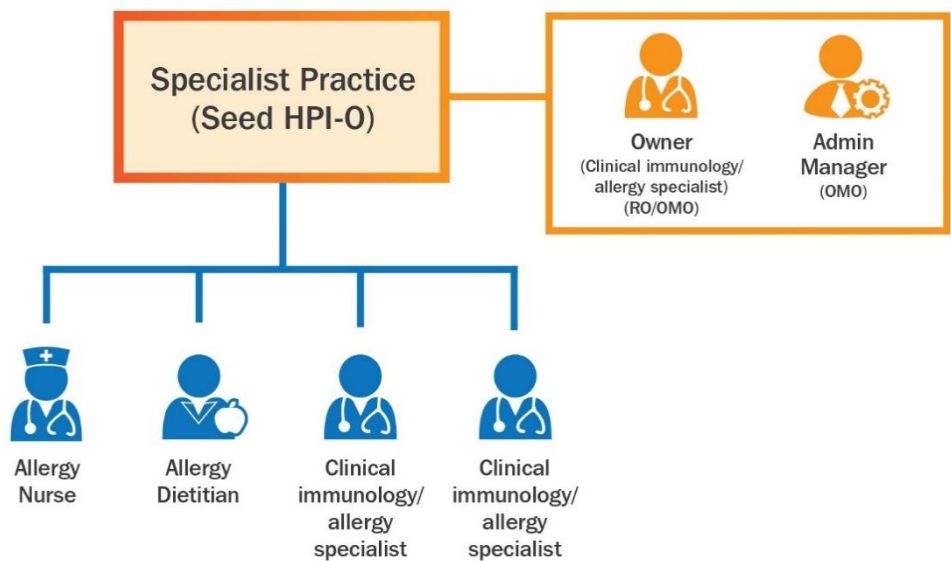 Specialist Practice
(Seed HPI-O)
Owner
(Clinical immunology/
allergy specialist)
(RO/OMO)
Admin
Manager
(OMO)
Allergy
Nurse
Allergy
Dietitian
Clinical
immunology/
allergy
specialist
Clinical
immunology/
allergy
specialist